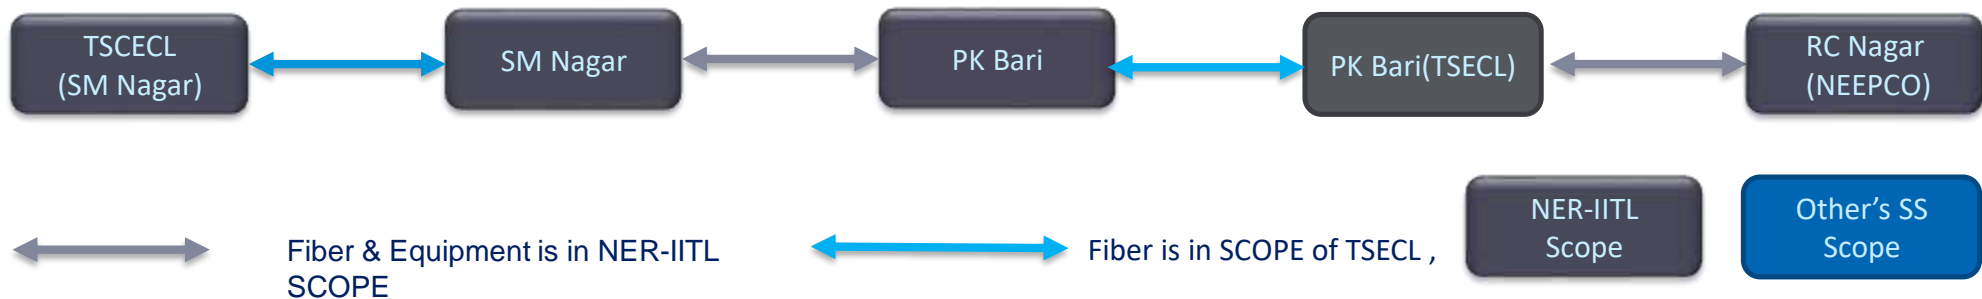 TSCECL
(SM Nagar)
SM Nagar
PK Bari
PK Bari(TSECL)
RC Nagar
(NEEPCO)
Fiber & Equipment is in NER-IITL
SCOPE
Fiber is in SCOPE of TSECL ,
NER-IITL
Scope
Other’s SS
Scope